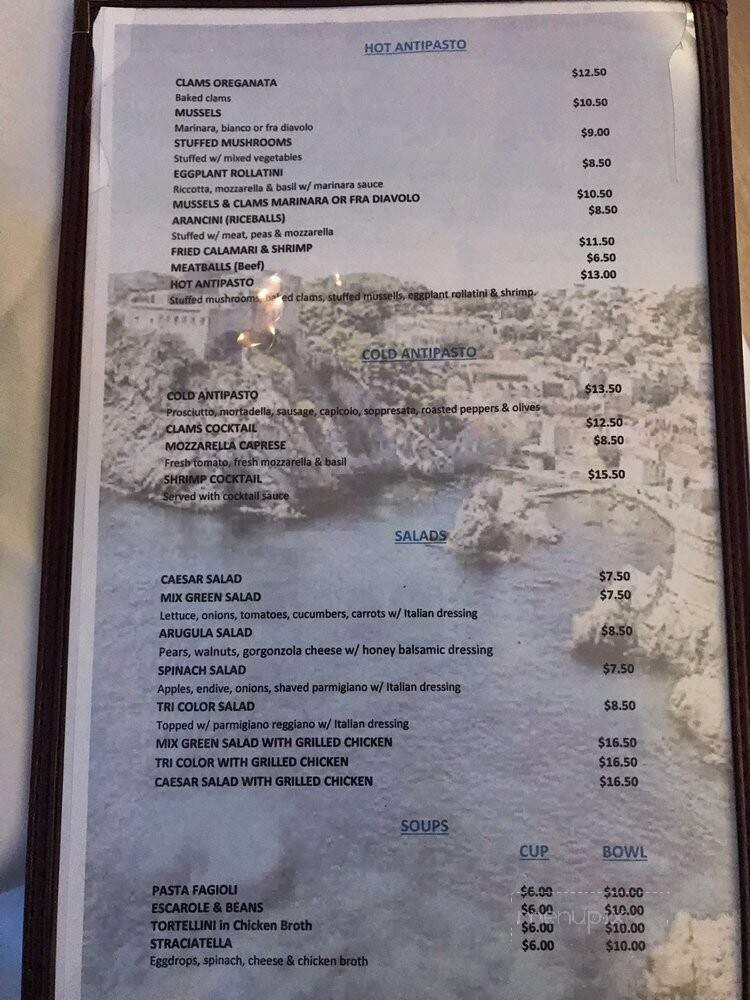 HOT ANTIPASTO
CLAMS OREGANATA $12.50
Baked clams
MUSSELS $10.50
Marinara, bianco or fra diavolo
STUFFED MUSHROOMS $9.00
Stuffed w/ mixed vegetables
EGGPLANT ROLLATINI $8.50
Riccotta, mozzarella & basil w/ marinara sauce
MUSSELS & CLAMS MARINARA OR FRA DIAVOLO $10.50
ARANCINI (RICEBALLS) $8.50
Stuffed w/ meat, peas & mozzarella
FRIED CALAMARI & SHRIMP $11.50
MEATBALLS (Beef) $6.50
HOT ANTIPASTO $13.00
Stuffed mushrooms, baked clams, stuffed mussells, eggplant rollatini & shrimp.
COLD ANTIPASTO
COLD ANTIPASTO $13.50
Prosciutto, mortadella, sausage, capicolo, soppresata, roasted peppers & olives
CLAMS COCKTAIL $12.50
MOZZARELLA CAPRESE $8.50
Fresh tomato, fresh mozzarella & basil
SHRIMP COCKTAIL $15.50
Served with cocktail sauce
SALADS
CAESAR SALAD $7.50
MIX GREEN SALAD $7.50
Lettuce, onions, tomatoes, cucumbers, carrots w/ Italian dressing
ARUGULA SALAD $8.50
Pears, walnuts, gorgonzola cheese w/ honey balsamic dressing
SPINACH SALAD $7.50
Apples, endive, onions, shaved parmigiano w/ Italian dressing
TRI COLOR SALAD $8.50
Topped w/ parmigiano reggiano w/ Italian dressing
MIX GREEN SALAD WITH GRILLED CHICKEN $16.50
TRI COLOR WITH GRILLED CHICKEN $16.50
CAESAR SALAD WITH GRILLED CHICKEN $16.50
SOUPS
CUP BOWL
PASTA FAGIOLI $6.00 $10.00
ESCAROLE & BEANS $6.00 $10.00
TORTELLINI in Chicken Broth $6.00 $10.00
STRACIATELLA $6.00 $10.00
Eggdrops, spinach, cheese & chicken broth
menupix